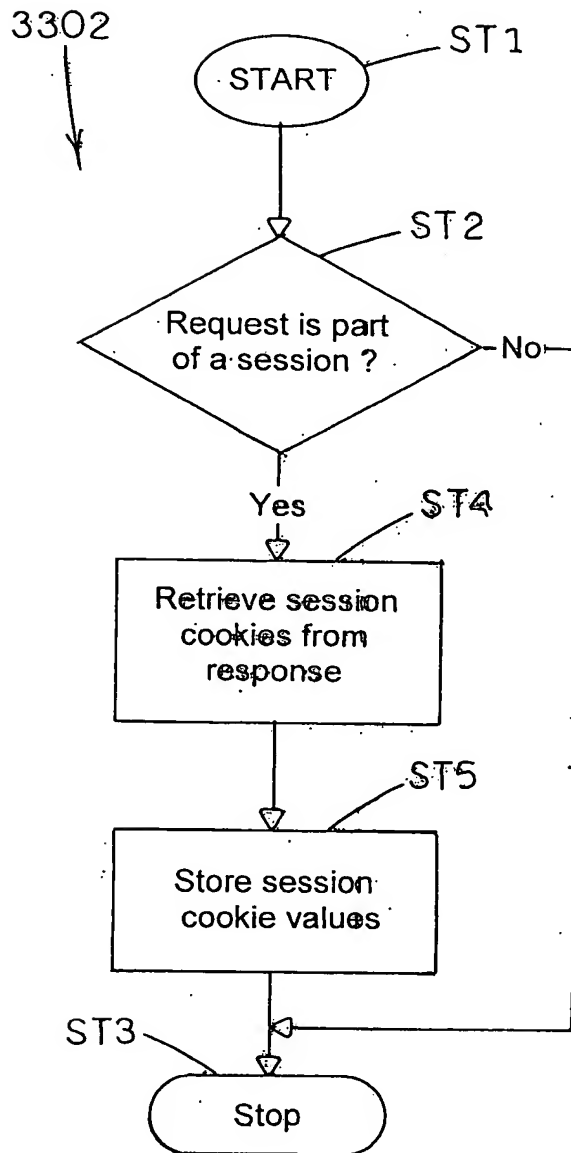 3302
ST1
START
ST2
Request is part
of a session ?
No
Yes
ST4
Retrieve session
cookies from
response
ST5
Store session
cookie values
ST3
Stop